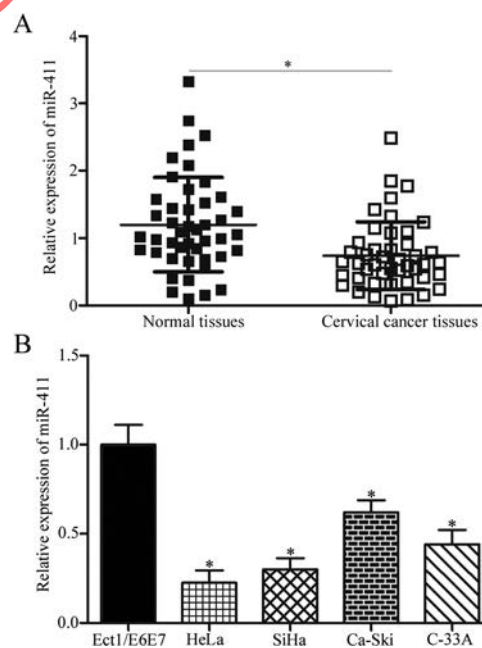 A
Relative expression of miR-411
4
3
2
1
0
*
Normal tissues
Cervical cancer tissues
B
Relative expression of miR-411
1.5
1.0
0.5
0.0
*
*
*
*
Ect1/E6E7
HeLa
SiHa
Ca-Ski
C-33A